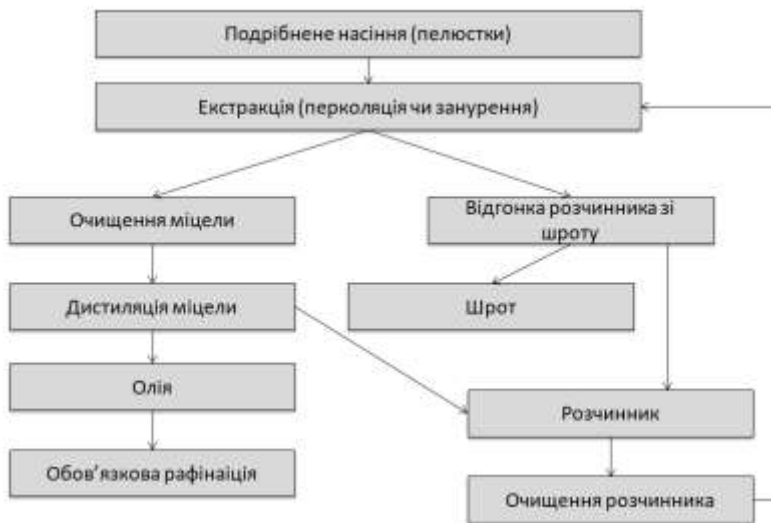 Подрібнене насіння (пелюстки)
Екстракція (перколяція чи занурення)
Очищення міцели
Відгонка розчинника зі
шроту
Дистиляція міцели
Шрот
Олія
Розчинник
Обов’язкова рафінаіція
Очищення розчинника